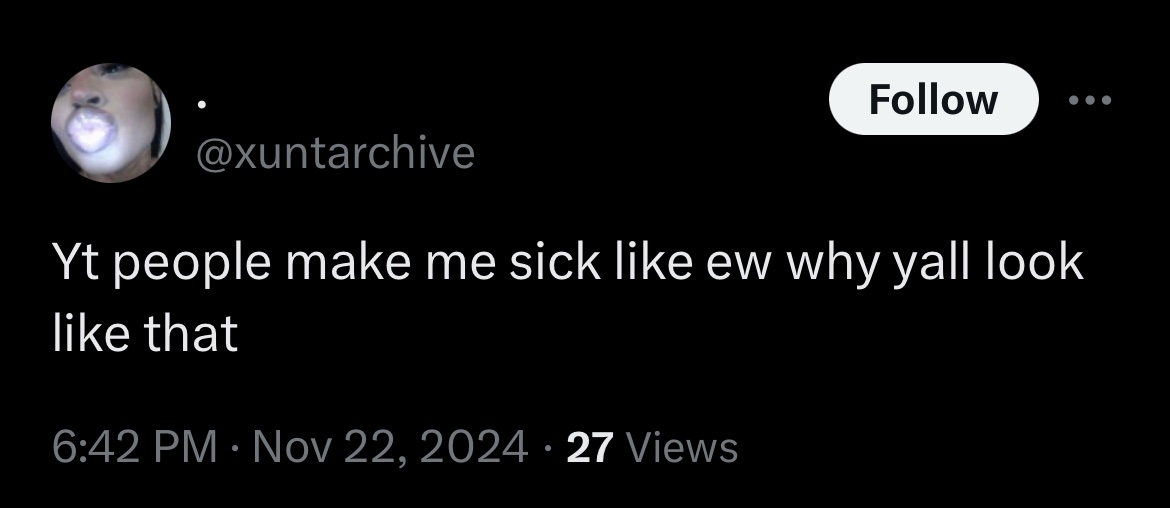 .
Follow
@xuntarchive
Yt people make me sick like ew why yall look
like that
6:42 PM · Nov 22, 2024 · 27 Views